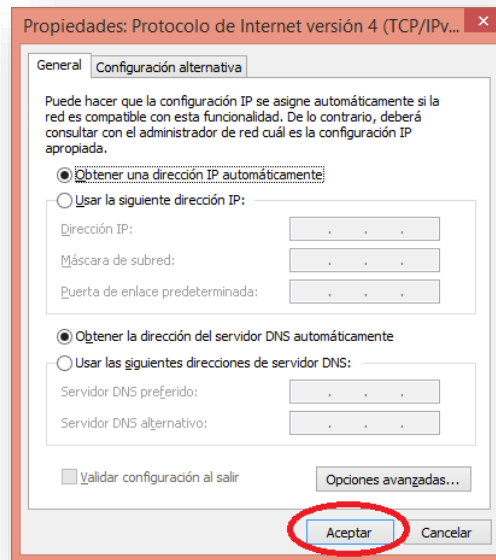 Propiedades: Protocolo de Internet versión 4 (TCP/IPv...
General
Configuración alternativa
Puede hacer que la configuración IP se asigne automáticamente si la
red es compatible con esta funcionalidad. De lo contrario, deberá
consultar con el administrador de red cuál es la configuración IP
apropiada.
Obtener una dirección IP automáticamente
Usar la siguiente dirección IP:
Dirección IP:
Máscara de subred:
Puerta de enlace predeterminada:
Obtener la dirección del servidor DNS automáticamente
Usar las siguientes direcciones de servidor DNS:
Servidor DNS preferido:
Servidor DNS alternativo:
Validar configuración al salir
Opciones avanzadas...
Aceptar
Cancelar